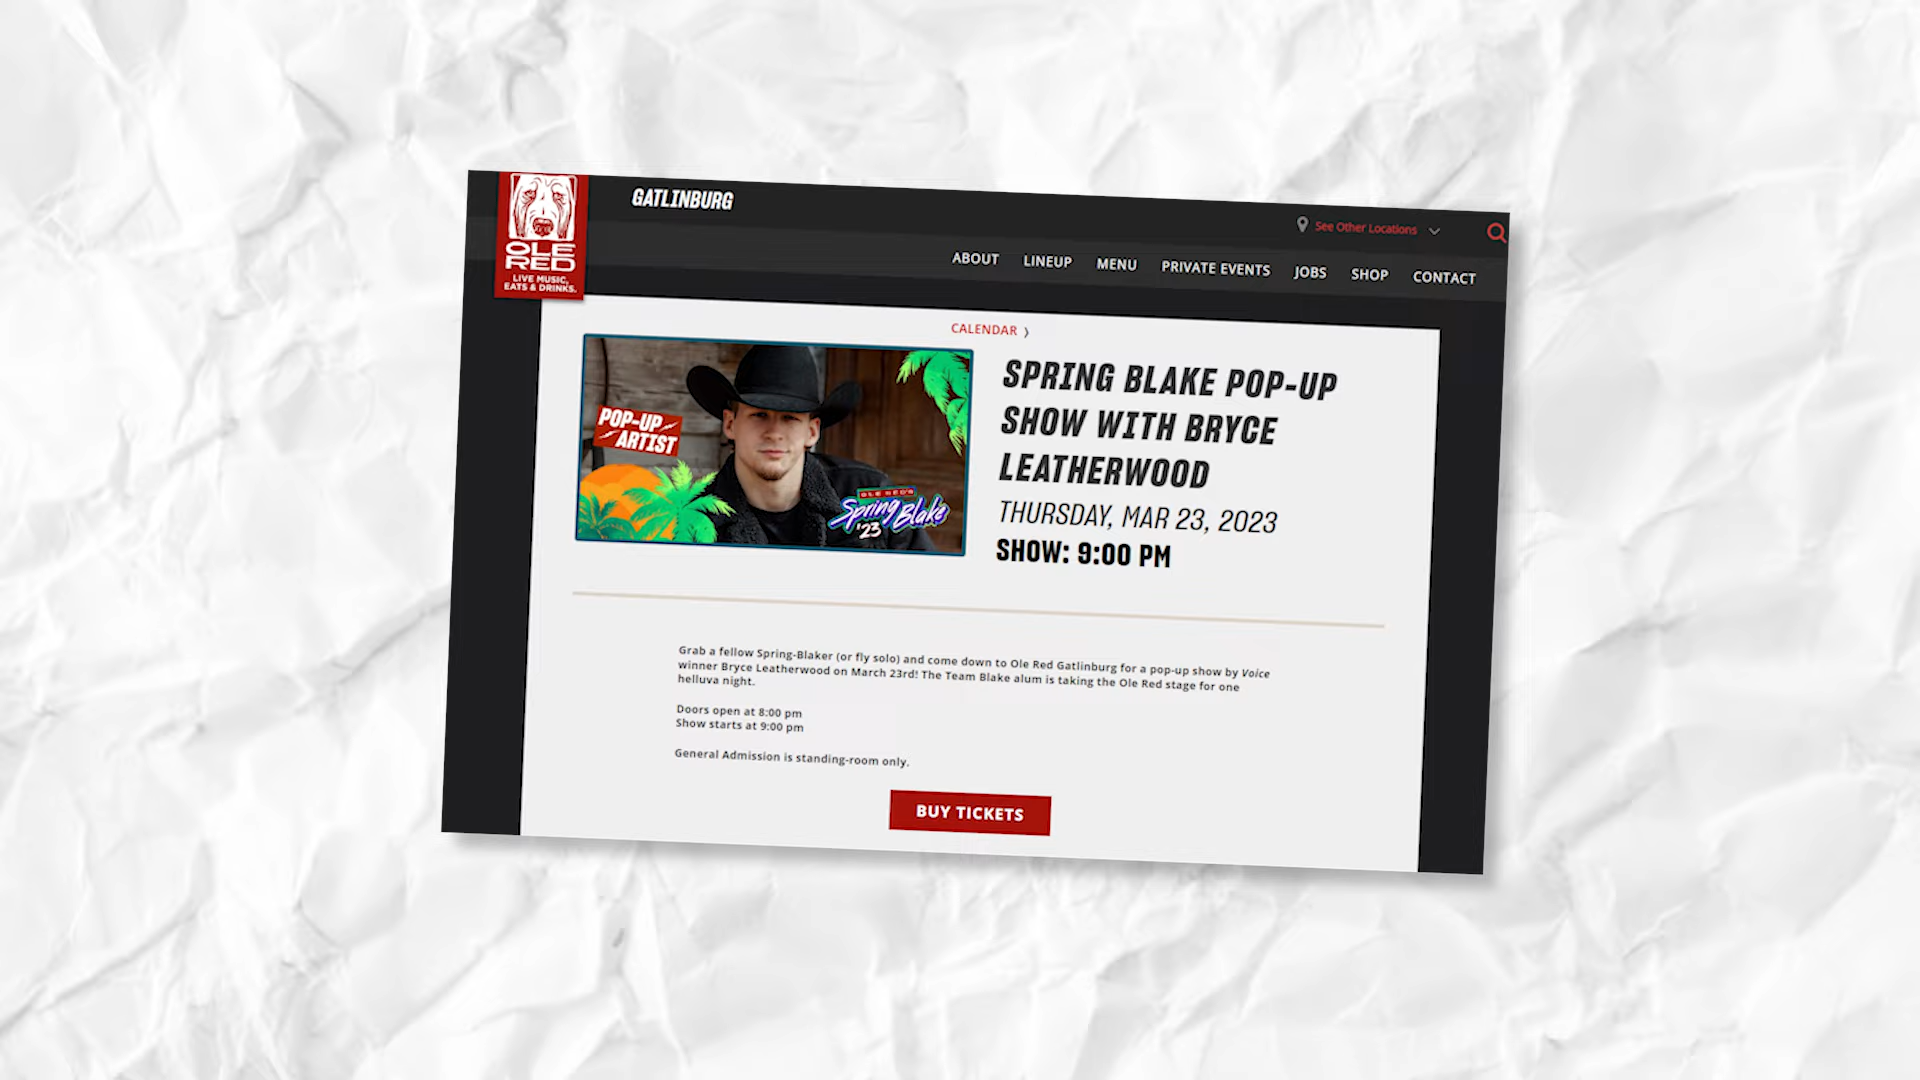 OLE
RED
LIVE MUSIC,
EATS & DRINKS.
GATLINBURG
See Other Locations
ABOUT LINEUP MENU PRIVATE EVENTS JOBS SHOP CONTACT
CALENDAR
POP-UP
ARTIST
OLE RED'S
Spring Blake
'23
SPRING BLAKE POP-UP
SHOW WITH BRYCE
LEATHERWOOD
THURSDAY, MAR 23, 2023
SHOW: 9:00 PM
Grab a fellow Spring-Blaker (or fly solo) and come down to Ole Red Gatlinburg for a pop-up show by Voice
winner Bryce Leatherwood on March 23rd! The Team Blake alum is taking the Ole Red stage for one
helluva night.
Doors open at 8:00 pm
Show starts at 9:00 pm
General Admission is standing-room only.
BUY TICKETS